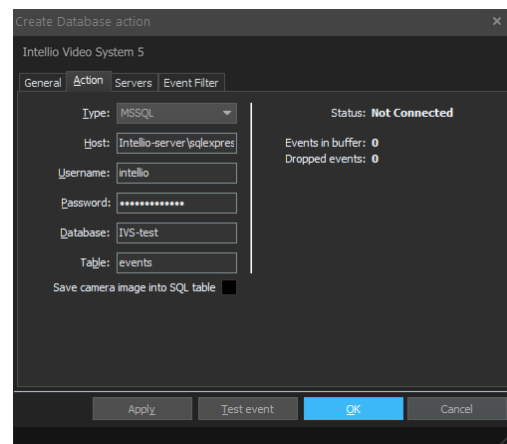 Create Database action
Intellio Video System 5
General Action Servers Event Filter
Type: MSSQL
Host: Intellio-server\sqlexpres
Username: intellio
Password: •••••••••••••
Database: IVS-test
Table: events
Save camera image into SQL table
Status: Not Connected
Events in buffer: 0
Dropped events: 0
Apply Test event OK Cancel